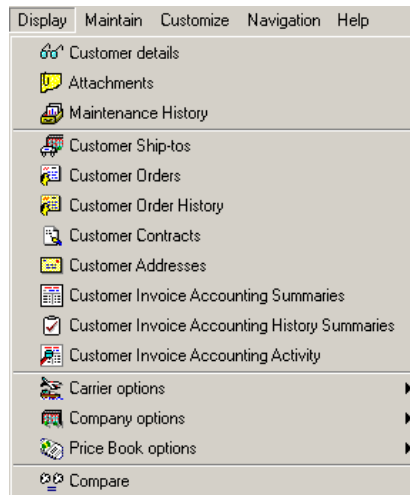 Display Maintain Customize Navigation Help
Customer details
Attachments
Maintenance History
Customer Ship-tos
Customer Orders
Customer Order History
Customer Contracts
Customer Addresses
Customer Invoice Accounting Summaries
Customer Invoice Accounting History Summaries
Customer Invoice Accounting Activity
Carrier options
Company options
Price Book options
Compare